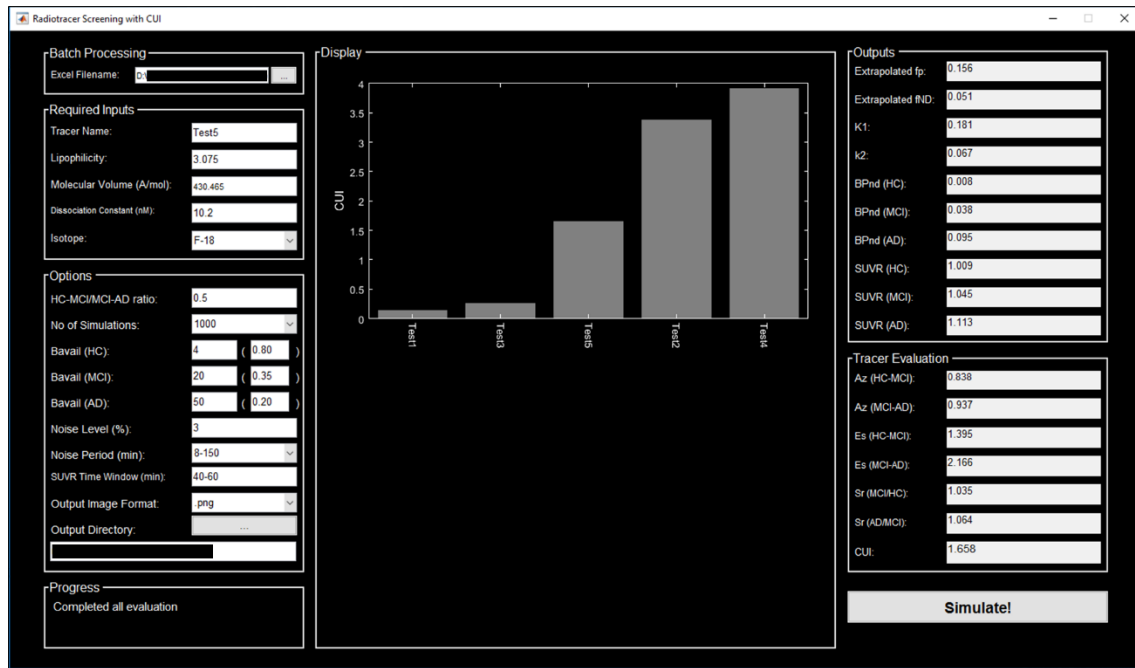 Radiotracer Screening with CUI
Batch Processing
Excel Filename: D:\ ...
Required Inputs
Tracer Name: Test5
Lipophilicity: 3.075
Molecular Volume (A/mol): 430.465
Dissociation Constant (nM): 10.2
Isotope: F-18
Options
HC-MCI/MCI-AD ratio: 0.5
No of Simulations: 1000
Bavail (HC): 4 ( 0.80 )
Bavail (MCI): 20 ( 0.35 )
Bavail (AD): 50 ( 0.20 )
Noise Level (%): 3
Noise Period (min): 8-150
SUVR Time Window (min): 40-60
Output Image Format: .png
Output Directory: ...
Progress
Completed all evaluation
Display
4
3.5
3
2.5
2
1.5
1
0.5
0
CUI
Test1
Test3
Test5
Test2
Test4
Outputs
Extrapolated fp: 0.156
Extrapolated fND: 0.051
K1: 0.181
k2: 0.067
BPnd (HC): 0.008
BPnd (MCI): 0.038
BPnd (AD): 0.095
SUVR (HC): 1.009
SUVR (MCI): 1.045
SUVR (AD): 1.113
Tracer Evaluation
Az (HC-MCI): 0.838
Az (MCI-AD): 0.937
Es (HC-MCI): 1.395
Es (MCI-AD): 2.166
Sr (MCI/HC): 1.035
Sr (AD/MCI): 1.064
CUI: 1.658
Simulate!